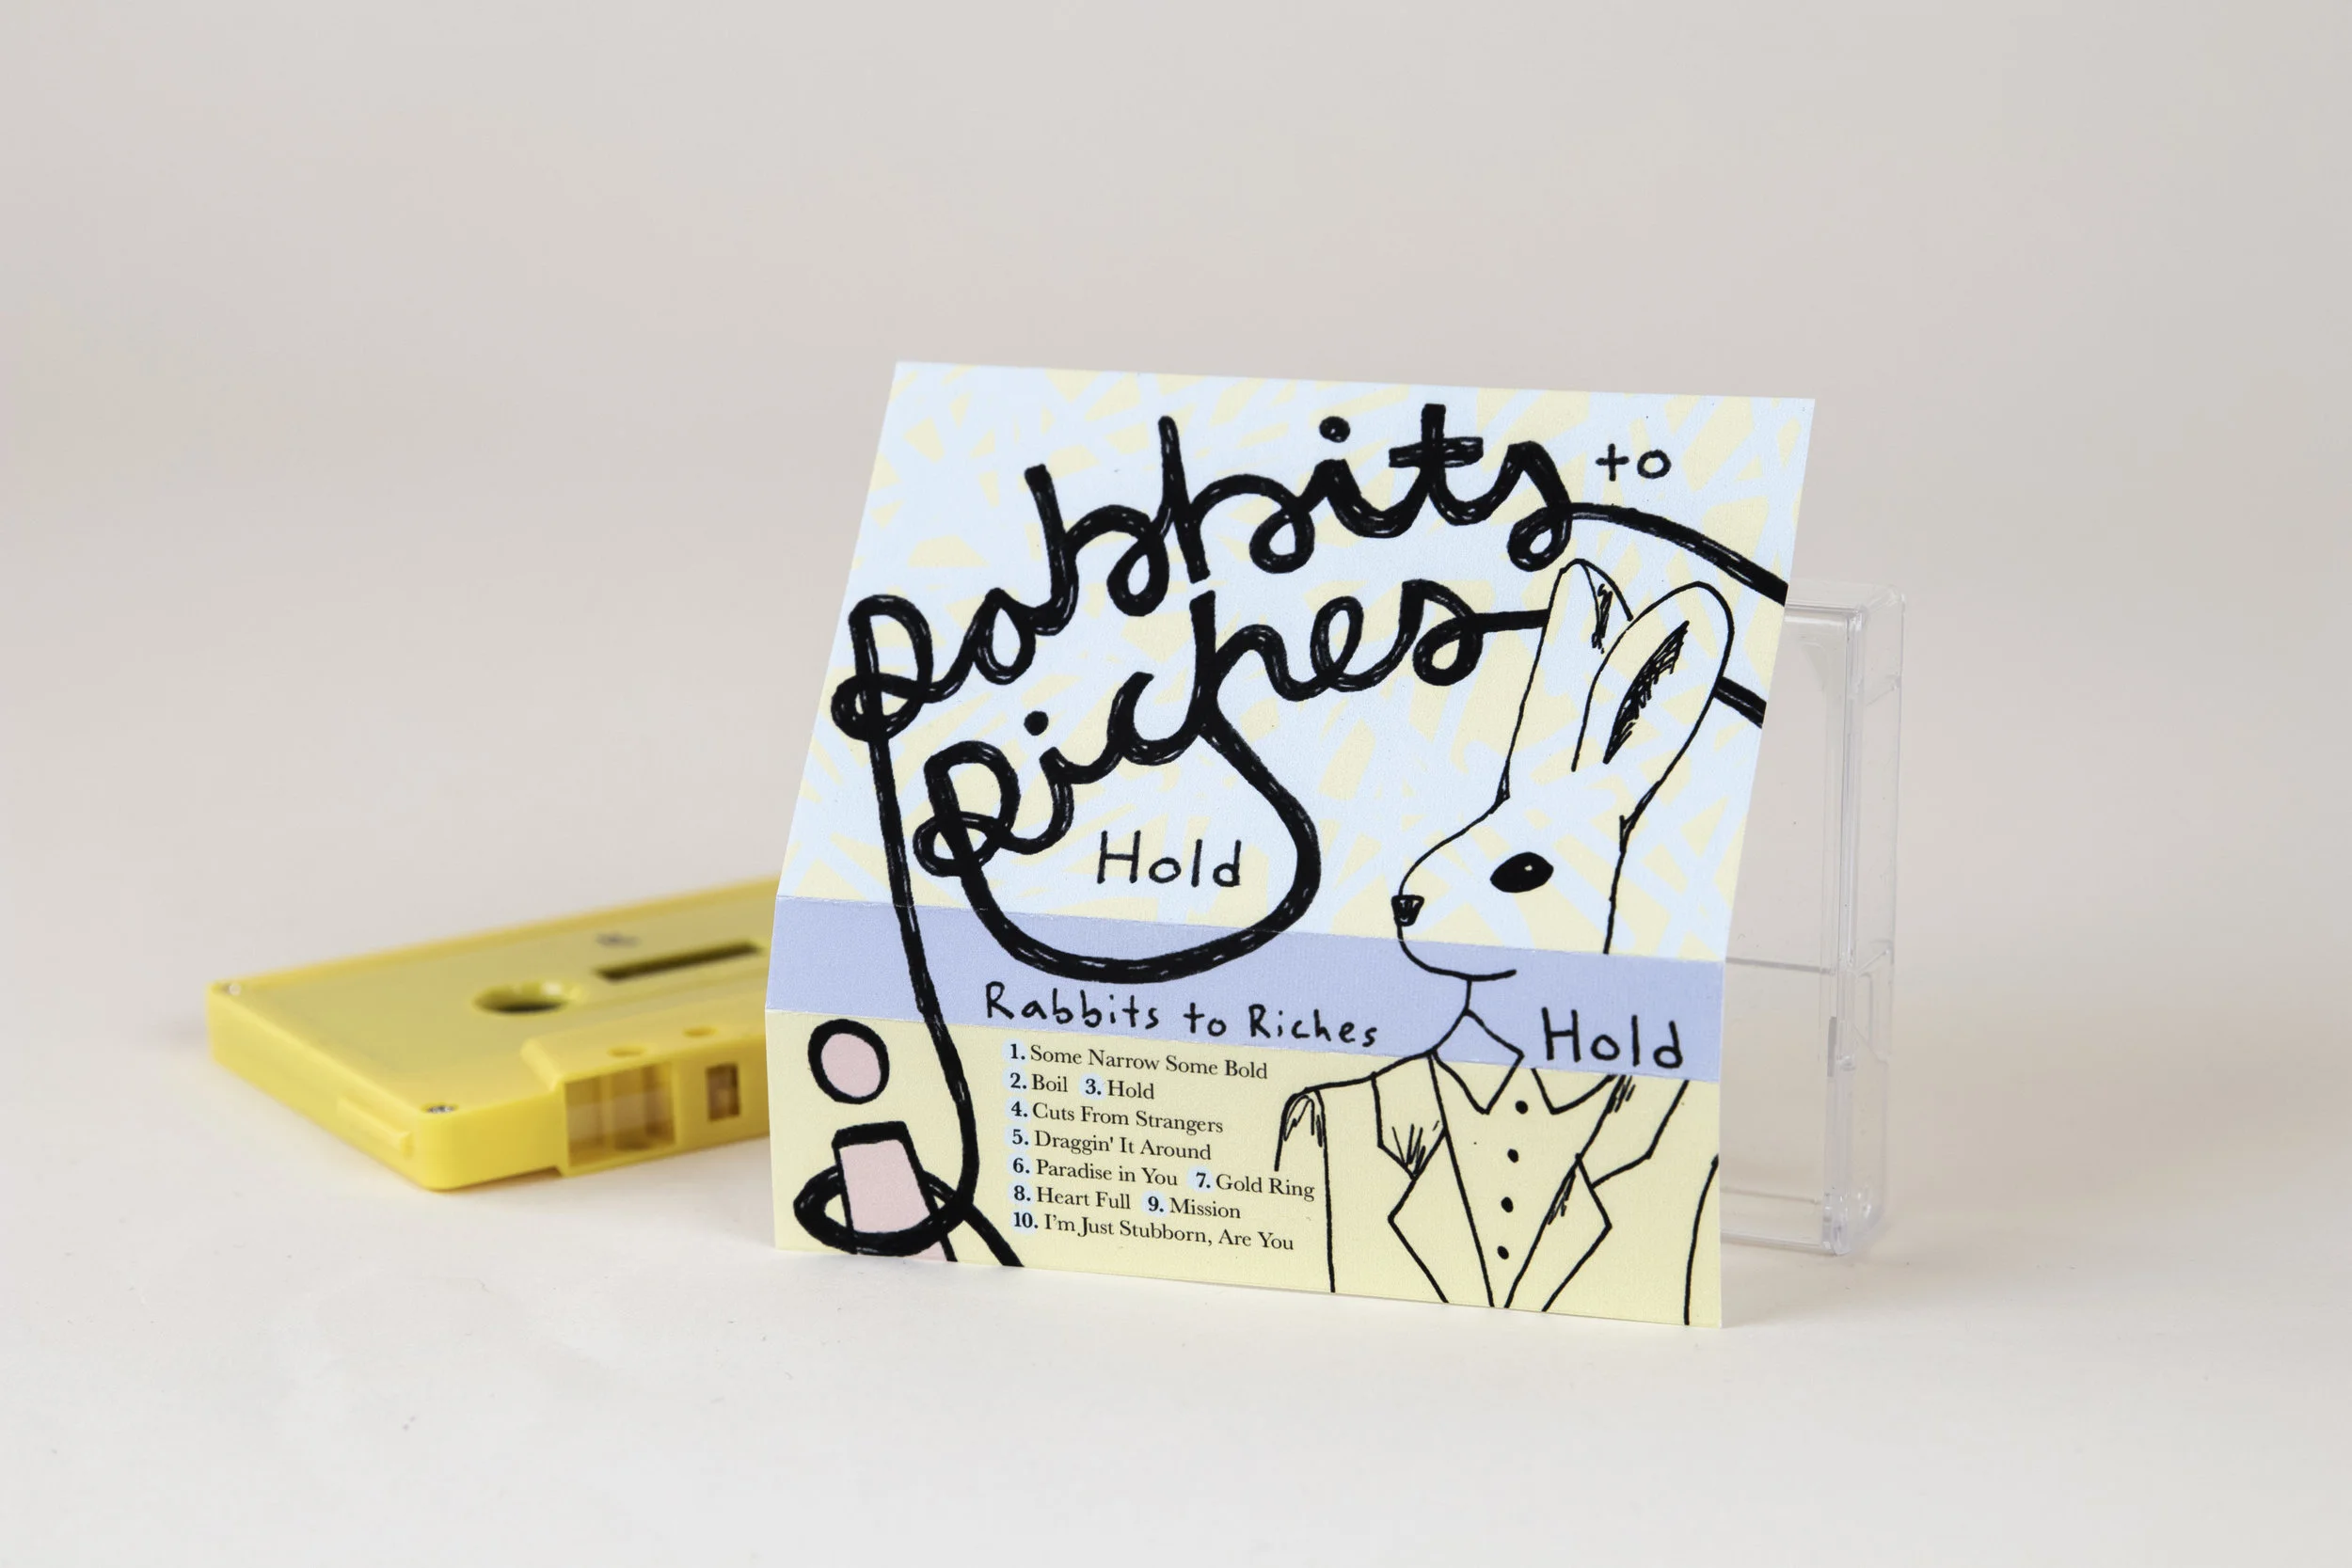 Rabbits to
Riches
Hold
Rabbits to Riches
Hold
1. Some Narrow Some Bold
2. Boil 3. Hold
4. Cuts From Strangers
5. Draggin' It Around
6. Paradise in You 7. Gold Ring
8. Heart Full 9. Mission
10. I'm Just Stubborn, Are You